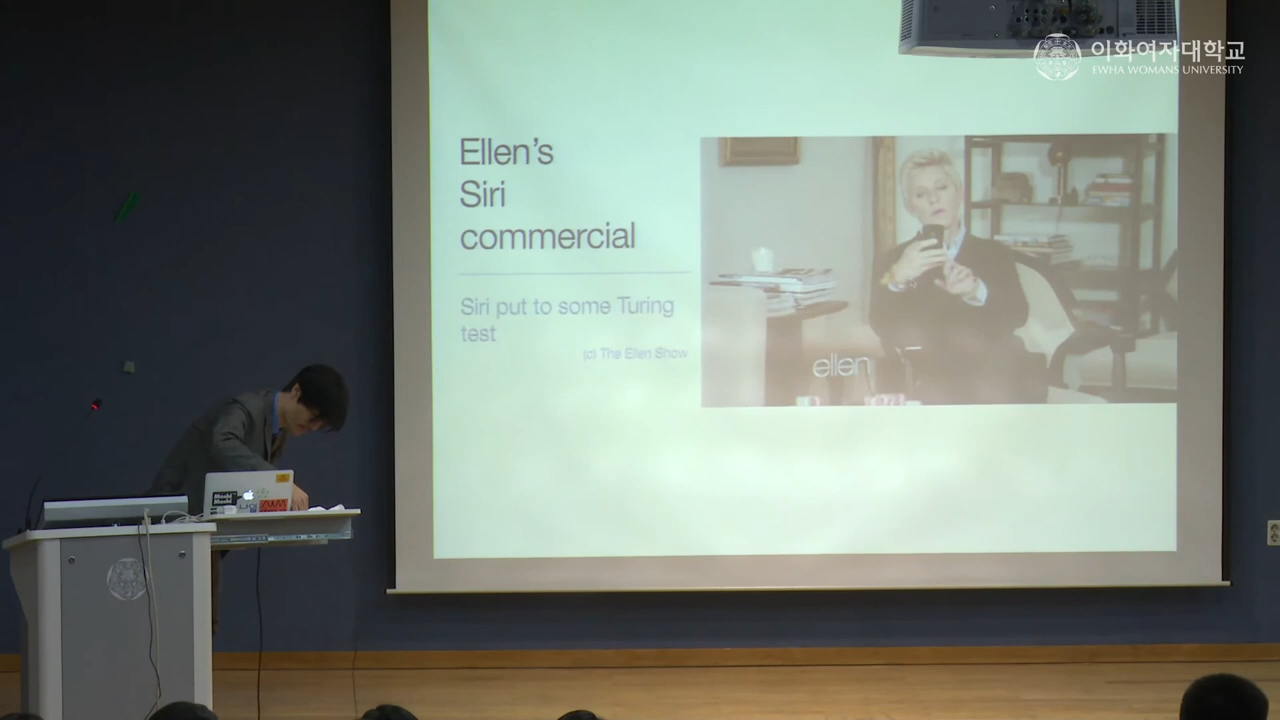 이화여자대학교
EWHA WOMANS UNIVERSITY
Ellen's
Siri
commercial
Siri put to some Turing
test
(c) The Ellen Show
ellen